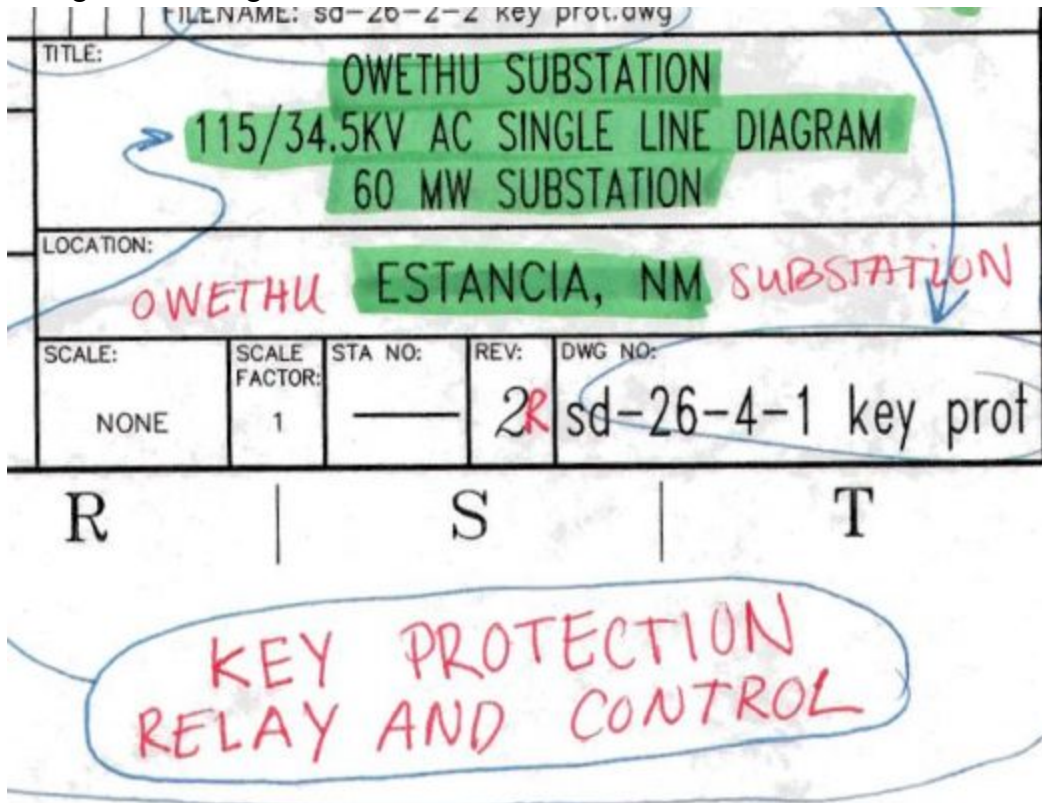 FILENAME: sd-26-2-2 key prot.dwg
TITLE:
OWETHU SUBSTATION
115/34.5KV AC SINGLE LINE DIAGRAM
60 MW SUBSTATION
LOCATION:
OWETHU ESTANCIA, NM SUBSTATION
SCALE: SCALE FACTOR: STA NO: REV: DWG NO:
NONE 1 2R sd-26-4-1 key prot
R S T
KEY PROTECTION
RELAY AND CONTROL